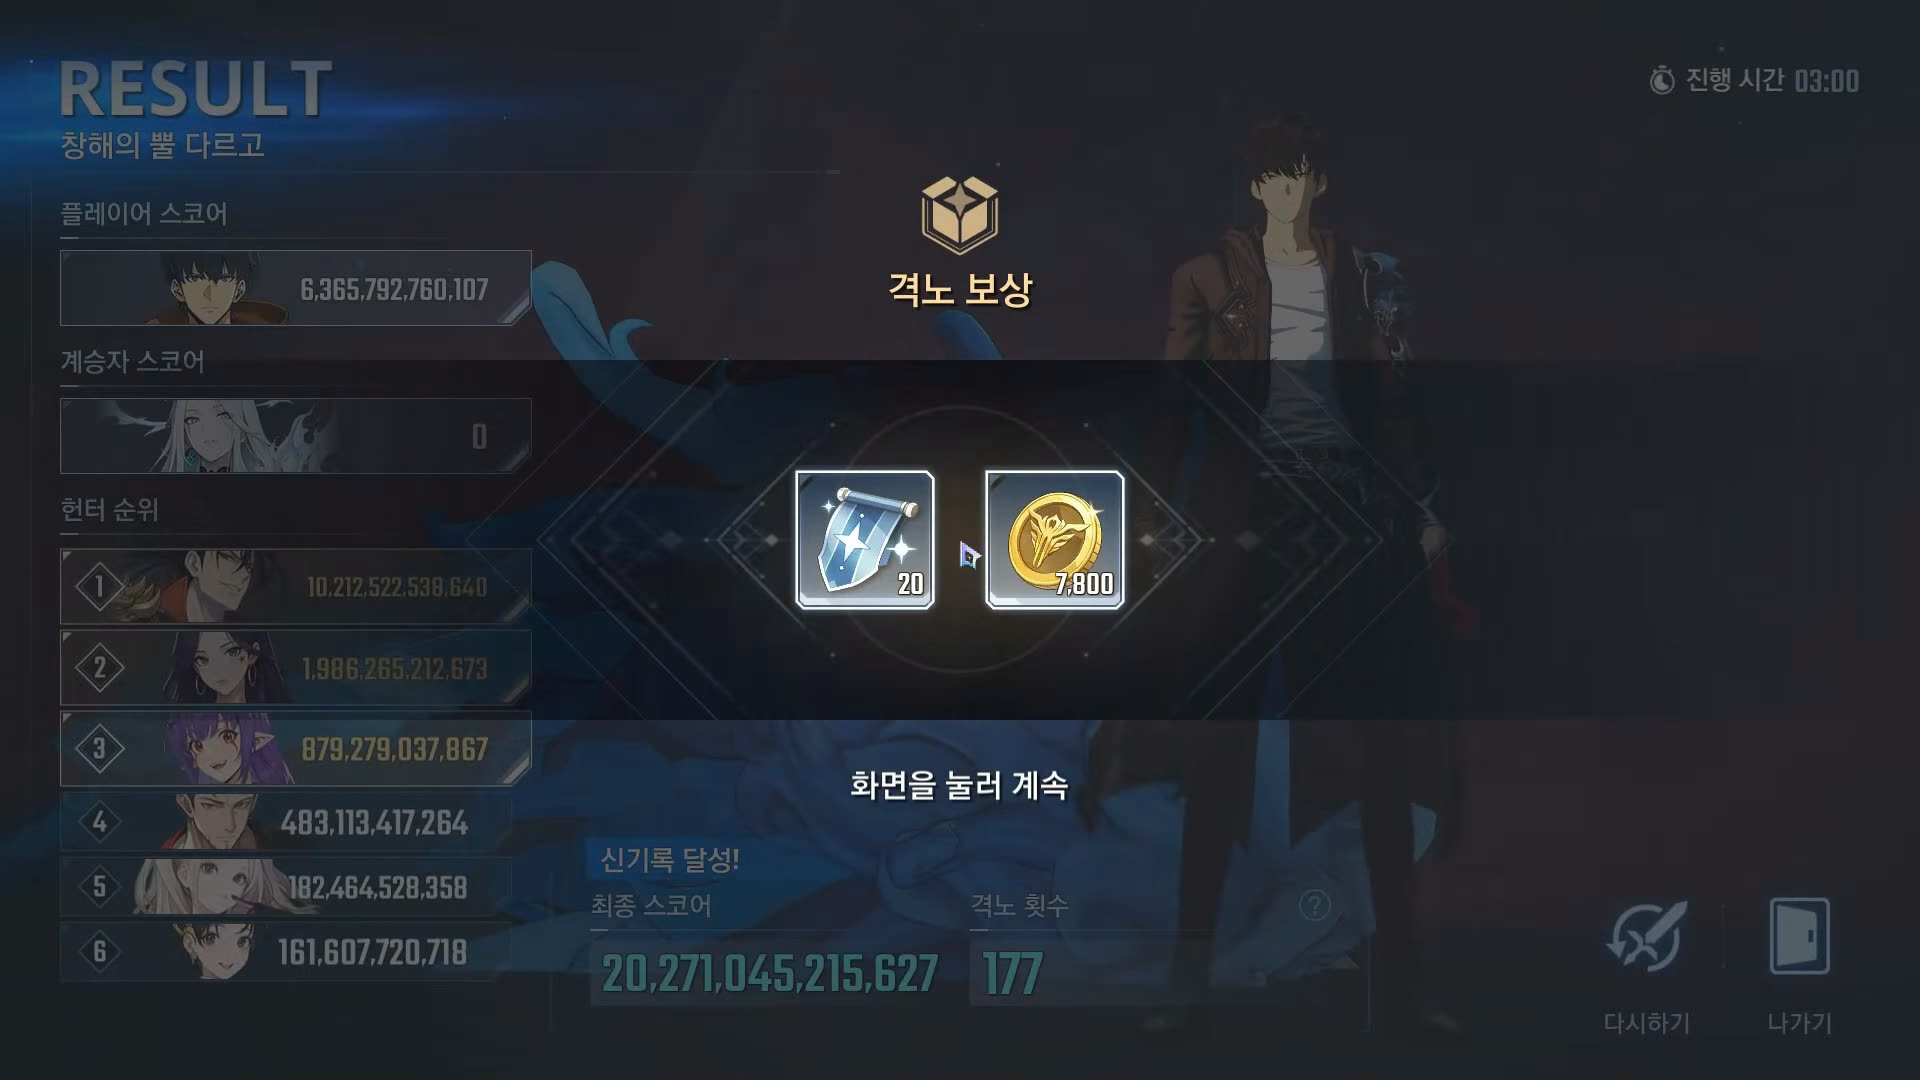 RESULT
창해의 뿔 다르고
진행 시간 03:00
플레이어 스코어
6,365,792,760,107
계승자 스코어
0
헌터 순위
1 10,212,522,538,640
2 1,986,265,212,673
3 879,279,037,867
4 483,113,417,264
5 182,464,528,358
6 161,607,720,718
격노 보상
20
7,800
화면을 눌러 계속
신기록 달성!
최종 스코어
20,271,045,215,627
격노 횟수
177
?
다시하기
나가기